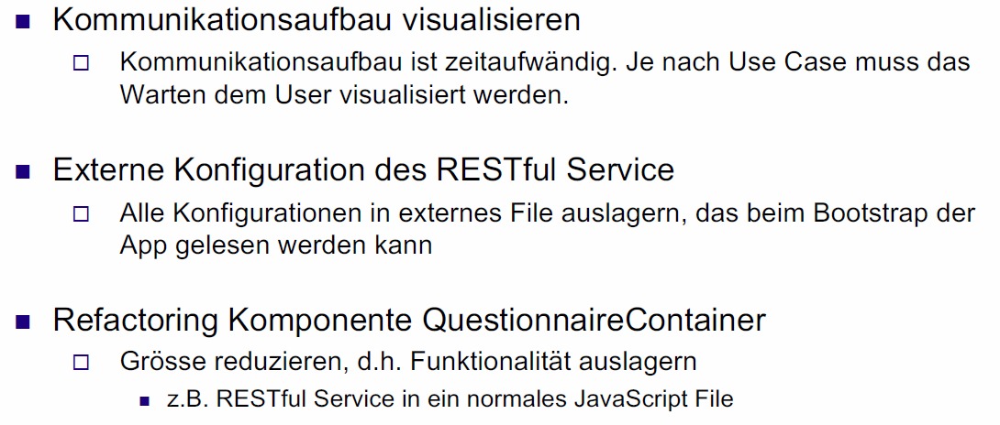 Kommunikationsaufbau visualisieren
Kommunikationsaufbau ist zeitaufwändig. Je nach Use Case muss das
Warten dem User visualisiert werden.
Externe Konfiguration des RESTful Service
Alle Konfigurationen in externes File auslagern, das beim Bootstrap der
App gelesen werden kann
Refactoring Komponente QuestionnaireContainer
Grösse reduzieren, d.h. Funktionalität auslagern
z.B. RESTful Service in ein normales JavaScript File